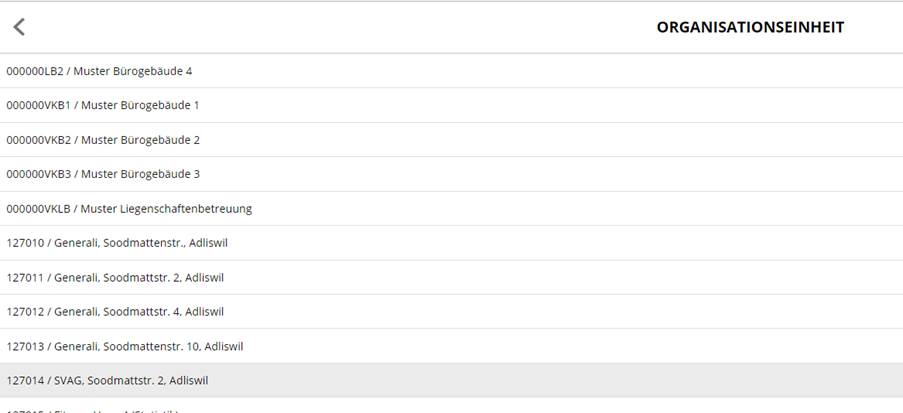 ORGANISATIONSEINHEIT
000000LB2 / Muster Bürogebäude 4
000000VKB1 / Muster Bürogebäude 1
000000VKB2 / Muster Bürogebäude 2
000000VKB3 / Muster Bürogebäude 3
000000VKLB / Muster Liegenschaftenbetreuung
127010 / Generali, Soodmattenstr., Adliswil
127011 / Generali, Soodmattstr. 2, Adliswil
127012 / Generali, Soodmattstr. 4, Adliswil
127013 / Generali, Soodmattenstr. 10, Adliswil
127014 / SVAG, Soodmattstr. 2, Adliswil